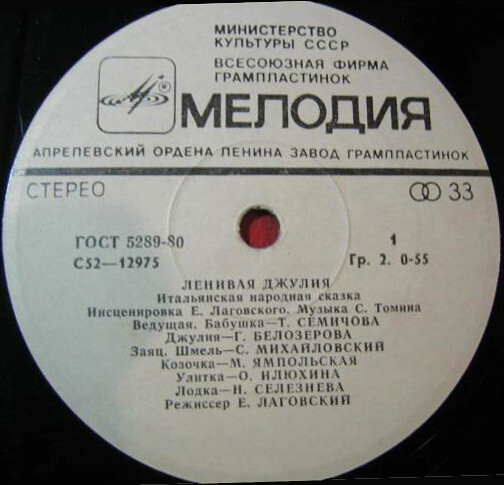 МИНИСТЕРСТВО
КУЛЬТУРЫ СССР
ВСЕСОЮЗНАЯ ФИРМА
ГРАМПЛАСТИНОК
МЕЛОДИЯ
АПРЕЛЕВСКИЙ ОРДЕНА ЛЕНИНА ЗАВОД ГРАМПЛАСТИНОК
СТЕРЕО 33
ГОСТ 5289-80 1
С52—12975 Гр. 2. 0-55
ЛЕНИВАЯ ДЖУЛИЯ
Итальянская народная сказка
Инсценировка Е. Лаговского. Музыка С. Томина
Ведущая. Бабушка—Т. СЕМИЧОВА
Джулия—Г. БЕЛОЗЕРОВА
Заяц. Шмель—С. МИХАЙЛОВСКИЙ
Козочка—М. ЯМПОЛЬСКАЯ
Улитка—О. ИЛЮХИНА
Лодка—Н. СЕЛЕЗНЕВА
Режиссер Е. ЛАГОВСКИЙ